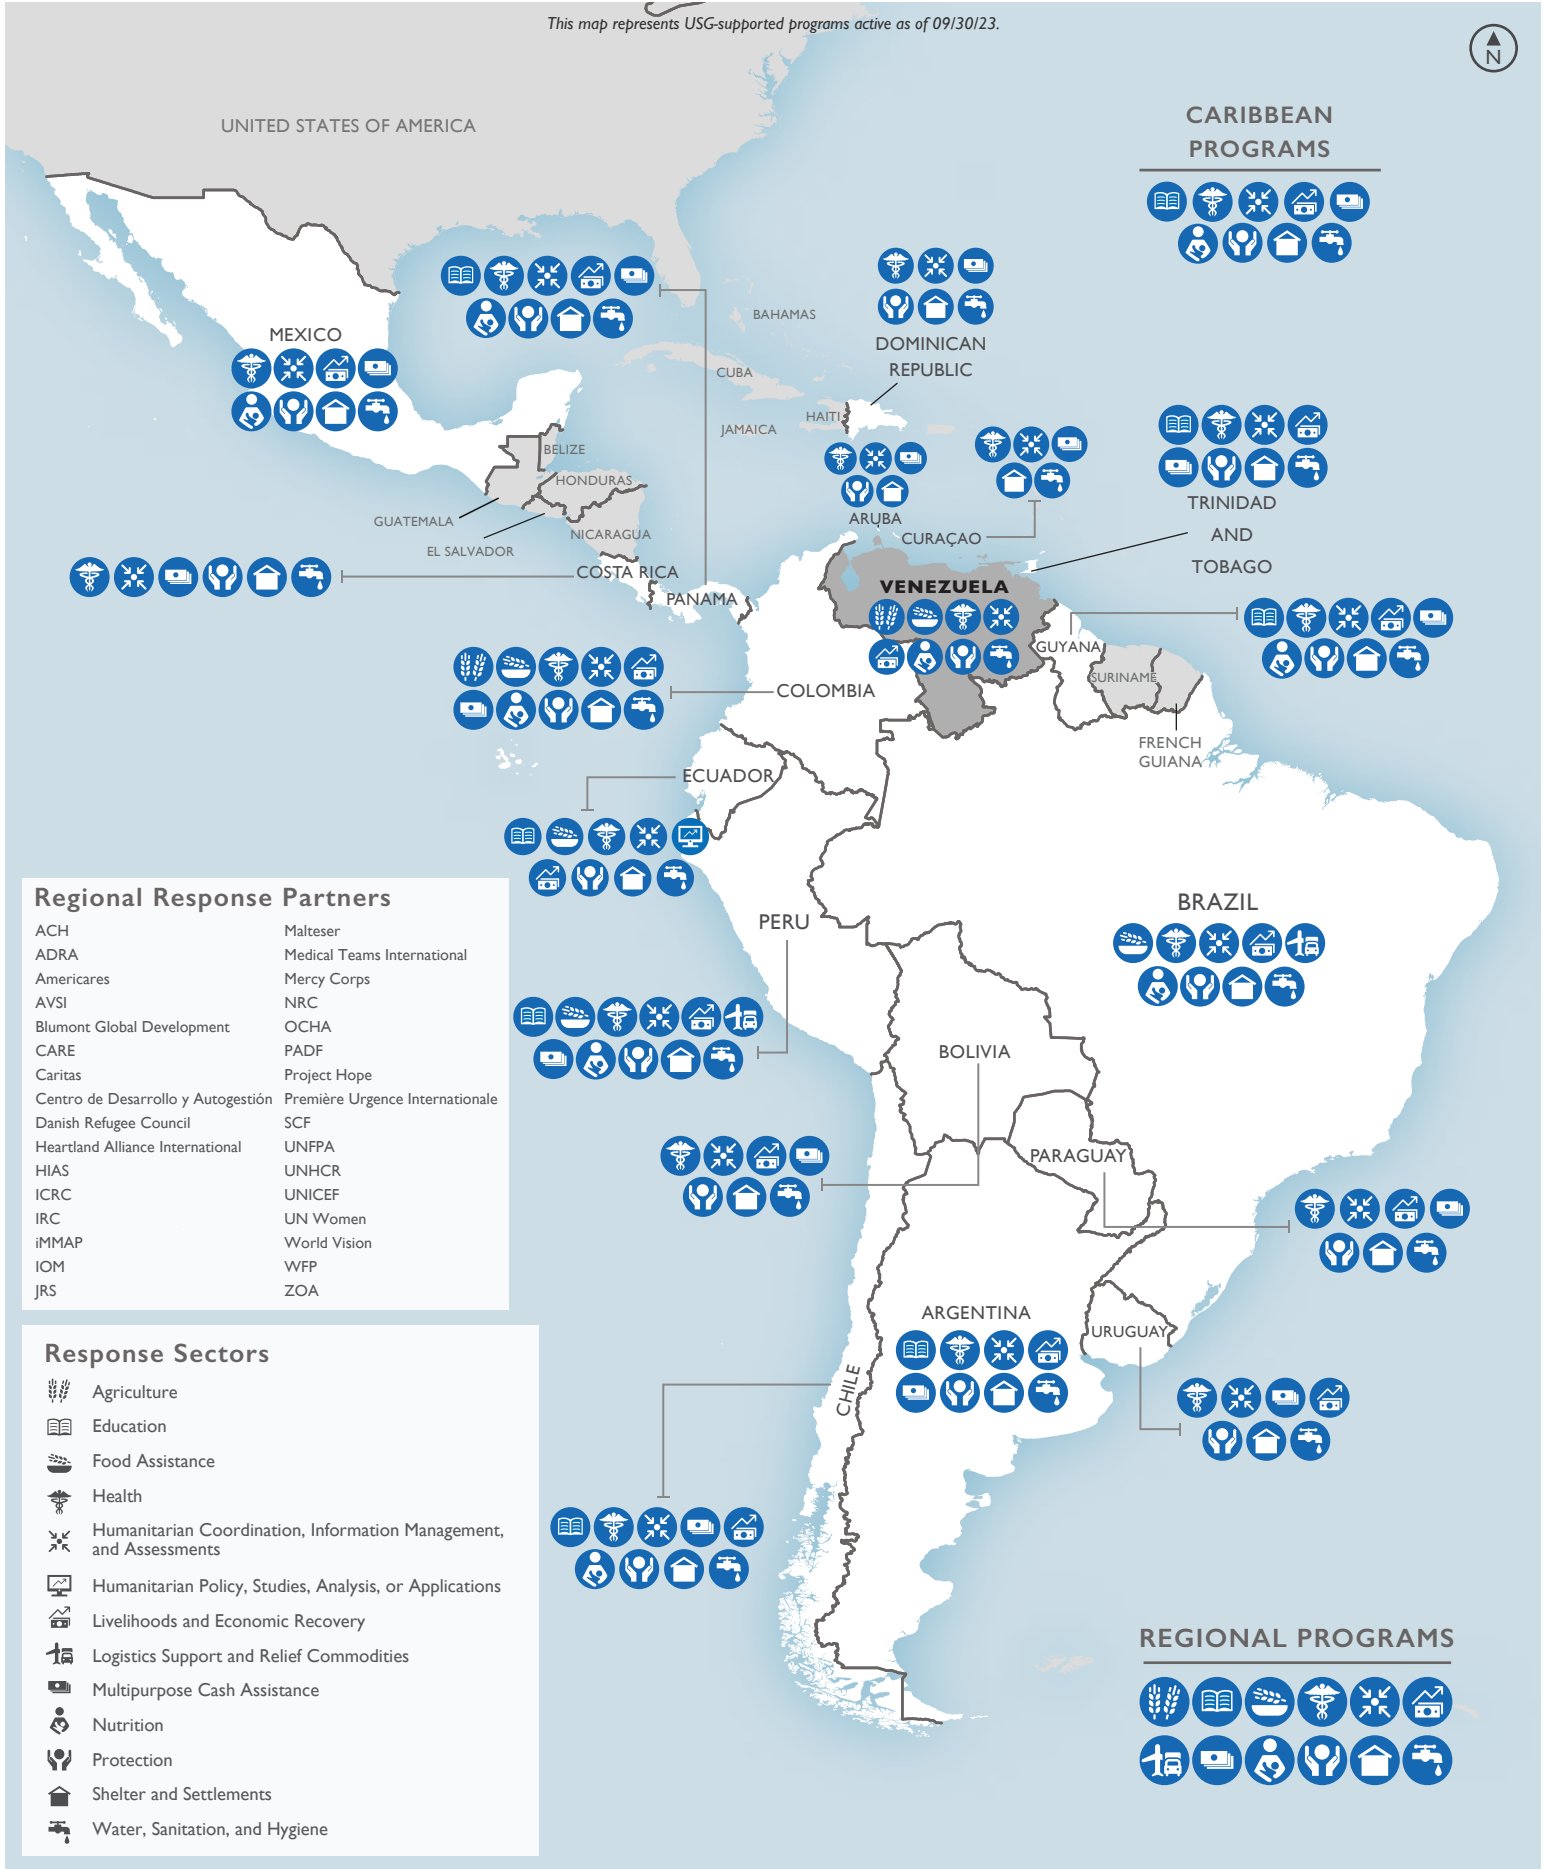 This map represents USG-supported programs active as of 09/30/23.
N
UNITED STATES OF AMERICA
CARIBBEAN
PROGRAMS
MEXICO
BAHAMAS
DOMINICAN
REPUBLIC
CUBA
HAITI
JAMAICA
BELIZE
HONDURAS
GUATEMALA
EL SALVADOR
NICARAGUA
ARUBA
CURAÇAO
TRINIDAD
AND
TOBAGO
COSTA RICA
PANAMA
VENEZUELA
GUYANA
SURINAME
COLOMBIA
FRENCH
GUIANA
ECUADOR
BRAZIL
PERU
BOLIVIA
PARAGUAY
ARGENTINA
URUGUAY
CHILE
Regional Response Partners
ACH
ADRA
Americares
AVSI
Blumont Global Development
CARE
Caritas
Centro de Desarrollo y Autogestión
Danish Refugee Council
Heartland Alliance International
HIAS
ICRC
IRC
iMMAP
IOM
JRS
Malteser
Medical Teams International
Mercy Corps
NRC
OCHA
PADF
Project Hope
Première Urgence Internationale
SCF
UNFPA
UNHCR
UNICEF
UN Women
World Vision
WFP
ZOA
Response Sectors
Agriculture
Education
Food Assistance
Health
Humanitarian Coordination, Information Management,
and Assessments
Humanitarian Policy, Studies, Analysis, or Applications
Livelihoods and Economic Recovery
Logistics Support and Relief Commodities
Multipurpose Cash Assistance
Nutrition
Protection
Shelter and Settlements
Water, Sanitation, and Hygiene
REGIONAL PROGRAMS